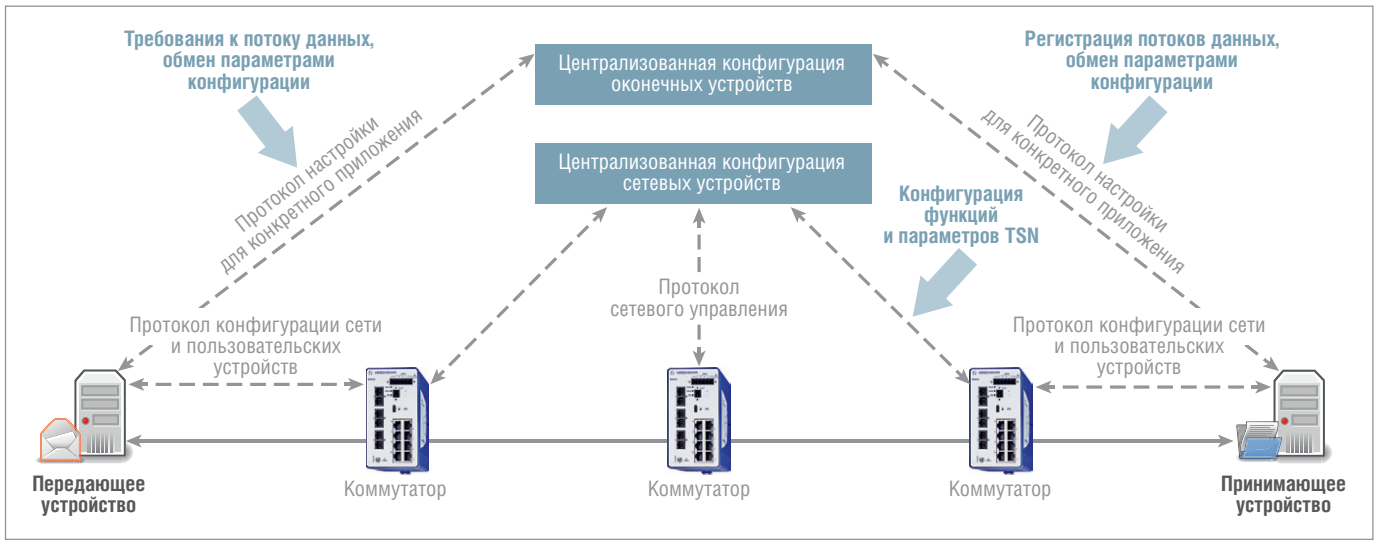 Требования к потоку данных,
обмен параметрами
конфигурации
Централизованная конфигурация
оконечных устройств
Регистрация потоков данных,
обмен параметрами
конфигурации
Протокол настройки
для конкретного приложения
Централизованная конфигурация
сетевых устройств
Протокол настройки
для конкретного приложения
Конфигурация
функций
и параметров TSN
Протокол
сетевого управления
Протокол конфигурации сети
и пользовательских
устройств
Протокол конфигурации сети
и пользовательских
устройств
Передающее
устройство
Коммутатор
Коммутатор
Коммутатор
Принимающее
устройство